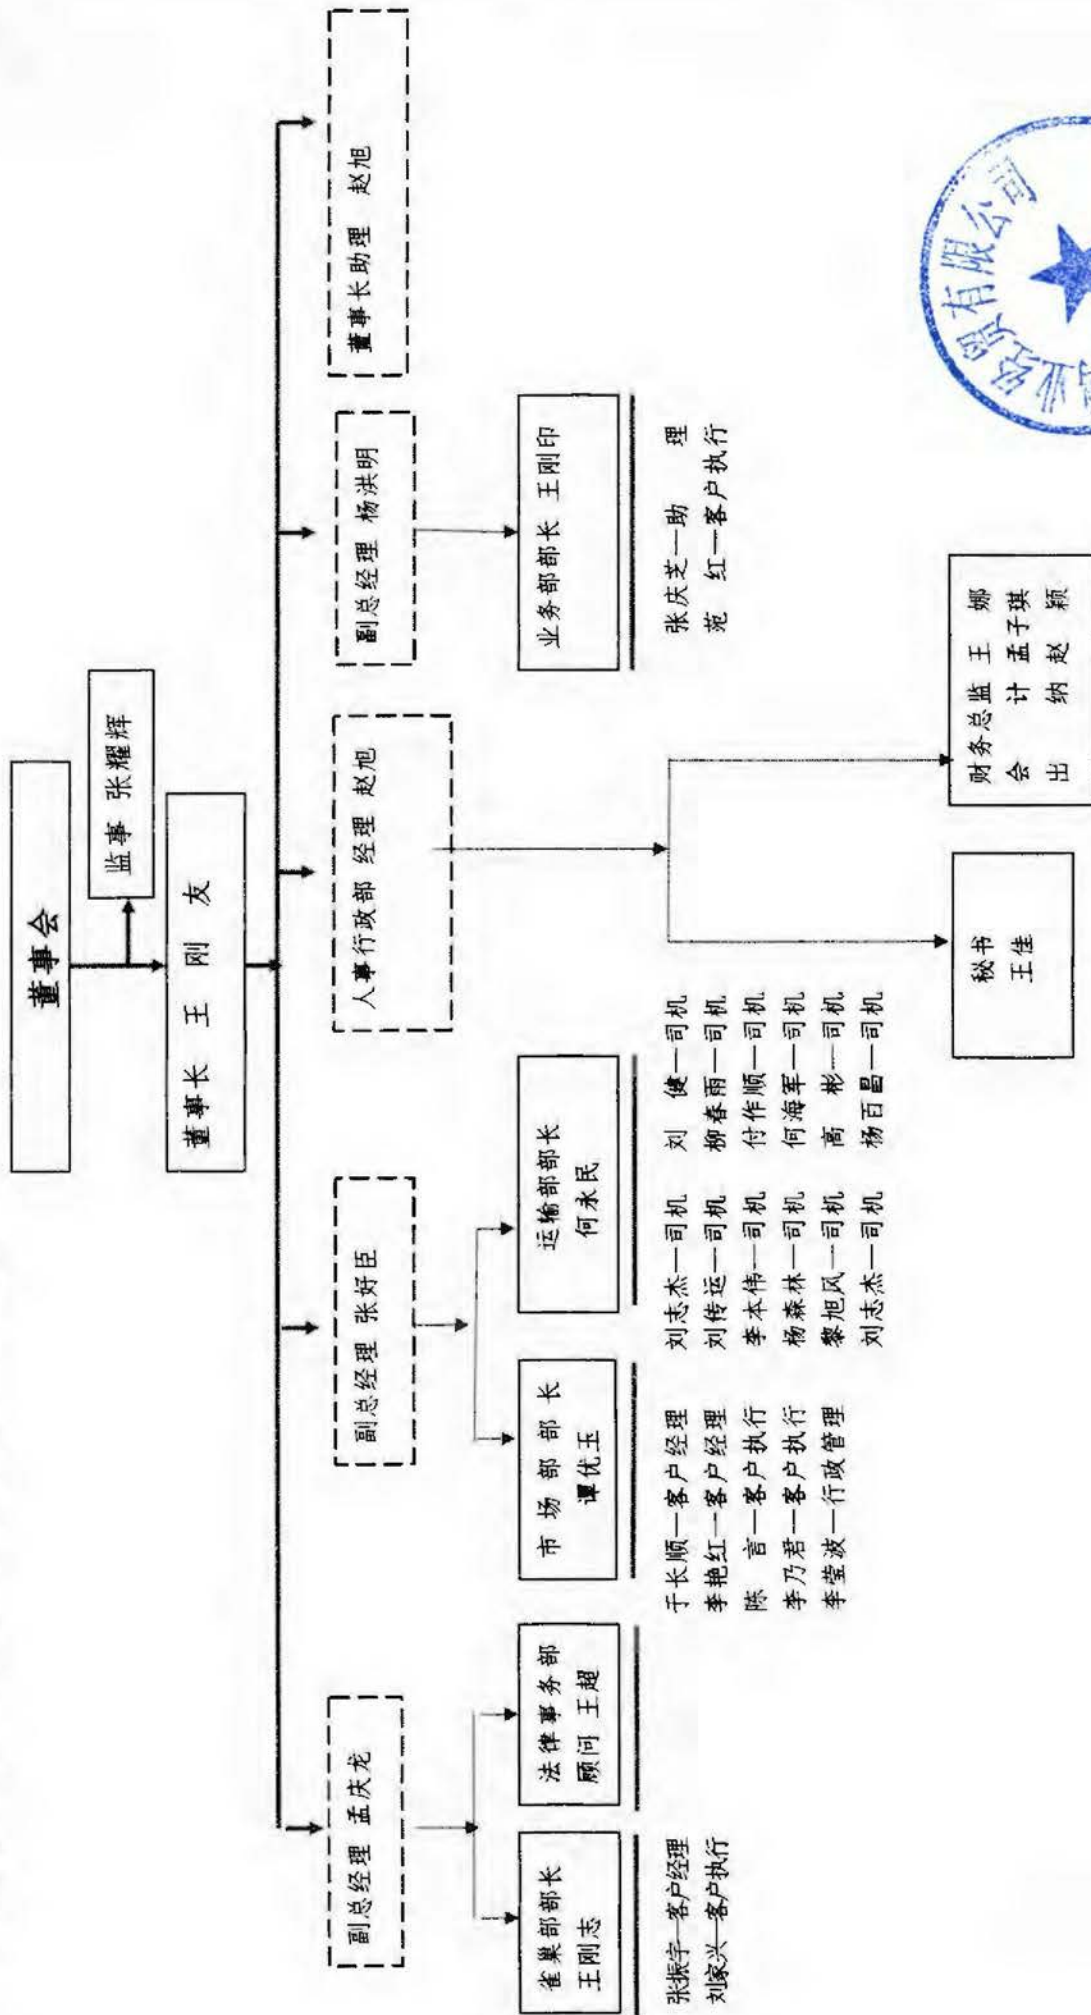 董事会
监事 张耀辉
董事长 王 刚 友
副总经理 孟庆龙
副总经理 张好臣
人事行政部 经理 赵旭
副总经理 杨洪明
董事长助理 赵旭
雀巢部部长
王刚志
法律事务部
顾问 王超
市 场 部 部 长
谭优玉
运输部部长
何永民
业务部部长 王刚印
张振宇—客户经理
刘家兴—客户执行
于长顺—客户经理
李艳红—客户经理
陈 言—客户执行
李乃君—客户执行
李莹波—行政管理
刘志杰—司机 刘 健—司机
刘传运—司机 柳春雨—司机
李本伟—司机 付作顺—司机
杨森林—司机 何海军—司机
黎旭风—司机 高 彬—司机
刘志杰—司机 杨百昌—司机
张庆芝—助 理
范 红—客户执行
秘书
王佳
财务总监 王 娜
会 计 孟子琪
出 纳 赵 颖
业经贸有限公司